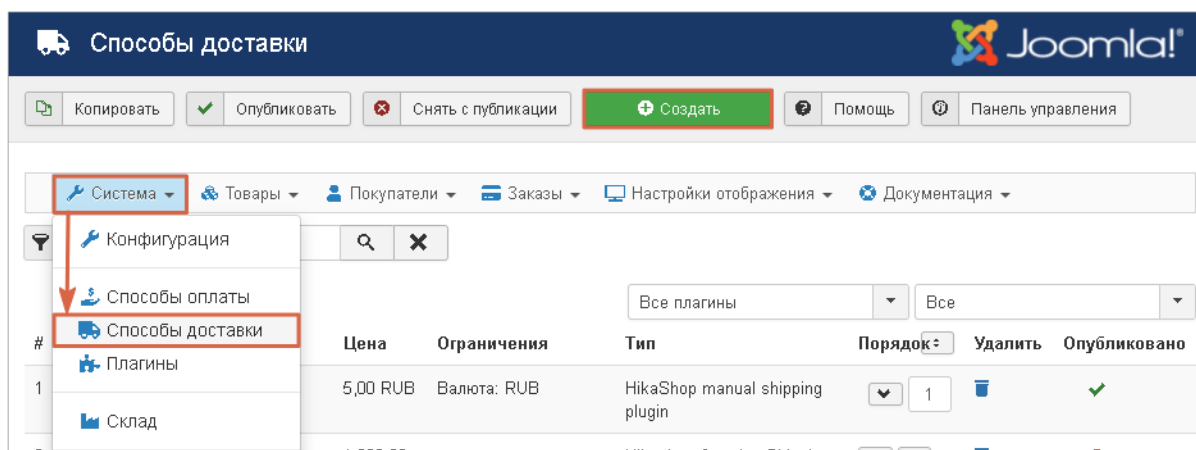 Способы доставки
Joomla!
Копировать Опубликовать Снять с публикации Создать Помощь Панель управления
Система Товары Покупатели Заказы Настройки отображения Документация
Конфигурация
Способы оплаты
Все плагины Все
Способы доставки
# Цена Ограничения Тип Порядок Удалить Опубликовано
Плагины
1 5,00 RUB Валюта: RUB HikaShop manual shipping
plugin 1
Склад